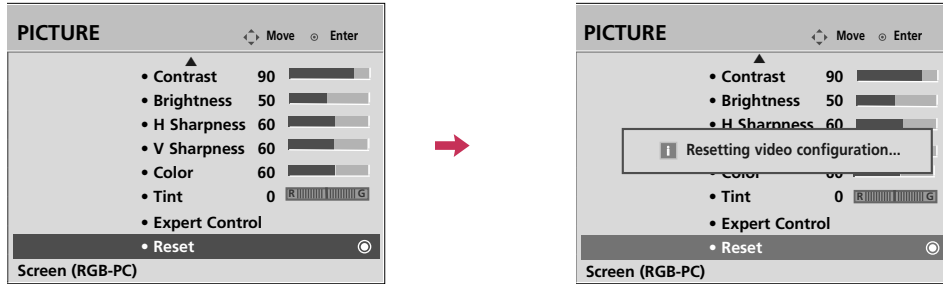 PICTURE Move Enter
• Contrast 90
• Brightness 50
• H Sharpness 60
• V Sharpness 60
• Color 60
• Tint 0 R G
• Expert Control
• Reset
Screen (RGB-PC)
PICTURE Move Enter
• Contrast 90
• Brightness 50
• H Sharpness 60
i Resetting video configuration...
• Color 60
• Tint 0 R G
• Expert Control
• Reset
Screen (RGB-PC)